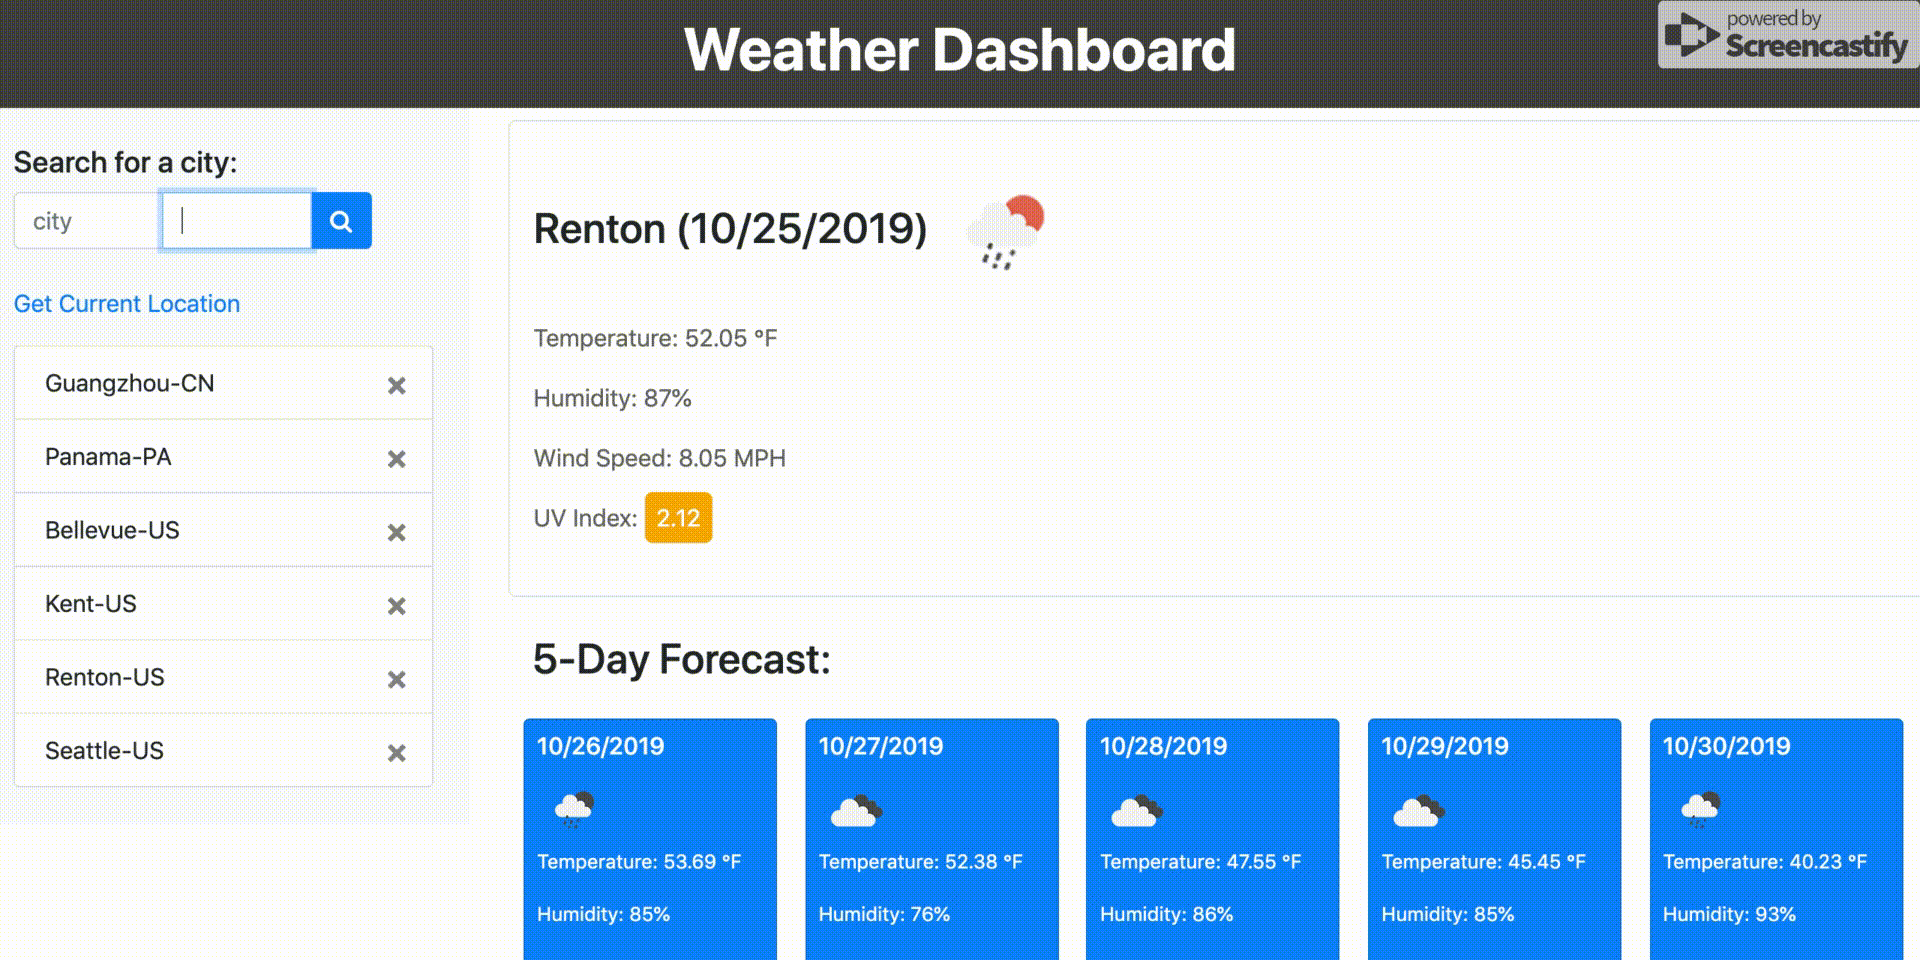 Weather Dashboard
powered by
Screencastify
Search for a city:
city
Get Current Location
Guangzhou-CN
Panama-PA
Bellevue-US
Kent-US
Renton-US
Seattle-US
Renton (10/25/2019)
Temperature: 52.05 °F
Humidity: 87%
Wind Speed: 8.05 MPH
UV Index: 2.12
5-Day Forecast:
10/26/2019
Temperature: 53.69 °F
Humidity: 85%
10/27/2019
Temperature: 52.38 °F
Humidity: 76%
10/28/2019
Temperature: 47.55 °F
Humidity: 86%
10/29/2019
Temperature: 45.45 °F
Humidity: 85%
10/30/2019
Temperature: 40.23 °F
Humidity: 93%